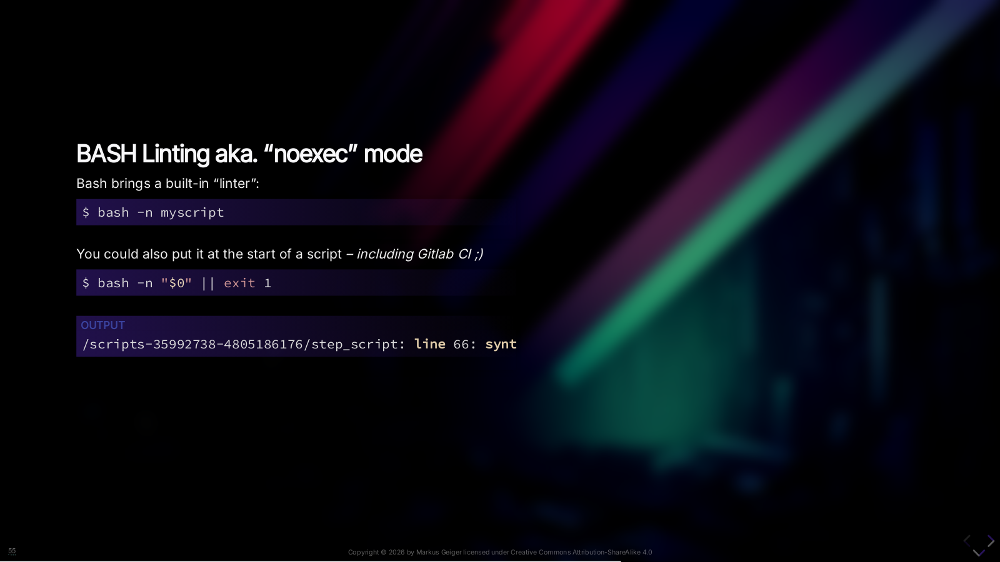 BASH Linting aka. “noexec” mode
Bash brings a built-in “linter”:
$ bash -n myscript
You could also put it at the start of a script – including Gitlab CI ;)
$ bash -n "$0" || exit 1
OUTPUT
/scripts-35992738-4805186176/step_script: line 66: synt
55
Copyright © 2026 by Markus Geiger licensed under Creative Commons Attribution-ShareAlike 4.0